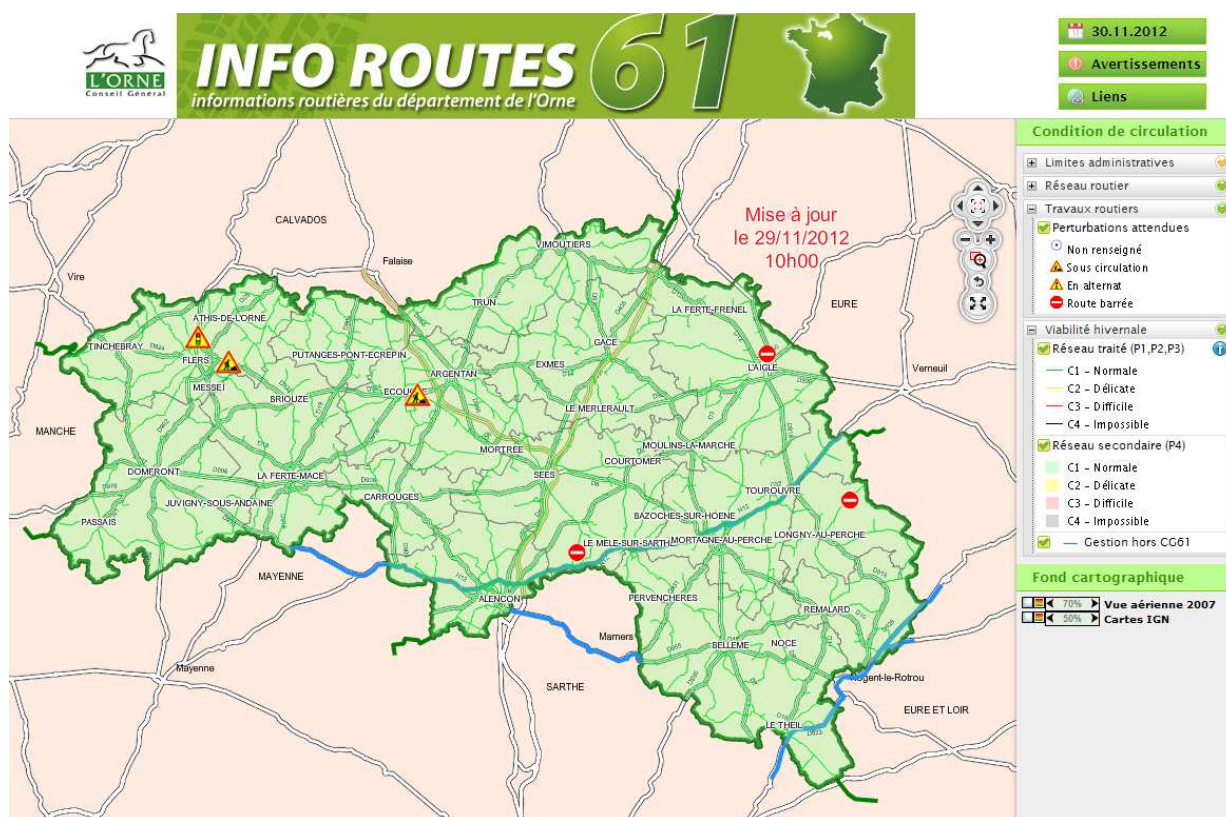 L'ORNE
Conseil Général
INFO ROUTES 61
informations routières du département de l'Orne
30.11.2012
Avertissements
Liens
Condition de circulation
Limites administratives
Réseau routier
Travaux routiers
Perturbations attendues
Non renseigné
Sous circulation
En alternat
Route barrée
Viabilité hivernale
Réseau traité (P1,P2,P3)
C1 - Normale
C2 - Délicate
C3 - Difficile
C4 - Impossible
Réseau secondaire (P4)
C1 - Normale
C2 - Délicate
C3 - Difficile
C4 - Impossible
Gestion hors CG61
Fond cartographique
70% Vue aérienne 2007
50% Cartes IGN
Mise à jour
le 29/11/2012
10h00
CALVADOS
Vire
Falaise
VIMOUTIERS
EURE
TRUN
LA FERTE-FRENEL
ATHIS-DE-L'ORNE
TINCHEBRAY
FLERS
PUTANGES-PONT-ECREPIN
GACE
L'AIGLE
Verneuil
ARGENTAN
EXMES
MESSEI
BRIOUZE
LE MERLERAULT
MANCHE
MORTREE
MOULINS-LA-MARCHE
COURTOMER
DOMFRONT
LA FERTE-MACE
SEES
CARROUGES
TOUROUVRE
JUVIGNY-SOUS-ANDAINE
PASSAIS
BAZOCHES-SUR-HOENE
LE MELE-SUR-SARTH
MORTAGNE-AU-PERCHE
LONGNY-AU-PERCHE
MAYENNE
ALENCON
PERVENCHERES
REMALARD
Mamers
BELLEME
NOCE
Mayenne
SARTHE
Nogent-le-Rotrou
LE THEIL
EURE ET LOIR